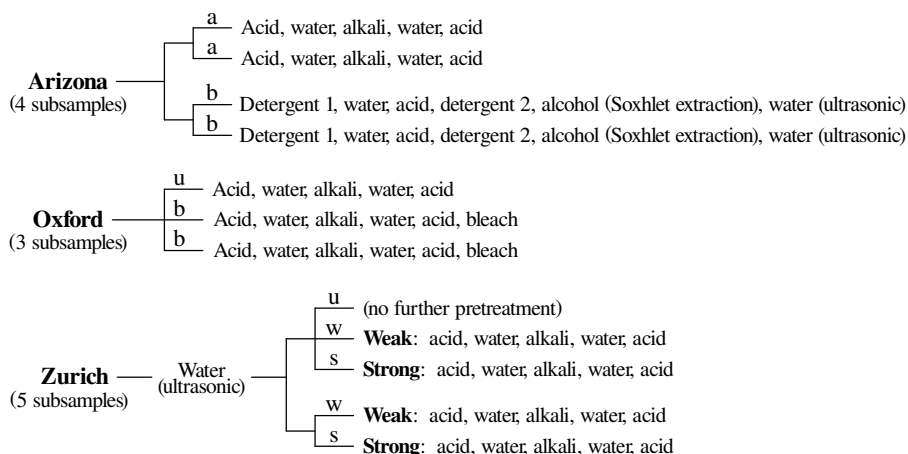 a Acid, water, alkali, water, acid
a Acid, water, alkali, water, acid
Arizona
(4 subsamples)
b Detergent 1, water, acid, detergent 2, alcohol (Soxhlet extraction), water (ultrasonic)
b Detergent 1, water, acid, detergent 2, alcohol (Soxhlet extraction), water (ultrasonic)
u Acid, water, alkali, water, acid
Oxford b Acid, water, alkali, water, acid, bleach
(3 subsamples) b Acid, water, alkali, water, acid, bleach
u (no further pretreatment)
w Weak: acid, water, alkali, water, acid
s Strong: acid, water, alkali, water, acid
Zurich Water
(ultrasonic)
(5 subsamples)
w Weak: acid, water, alkali, water, acid
s Strong: acid, water, alkali, water, acid